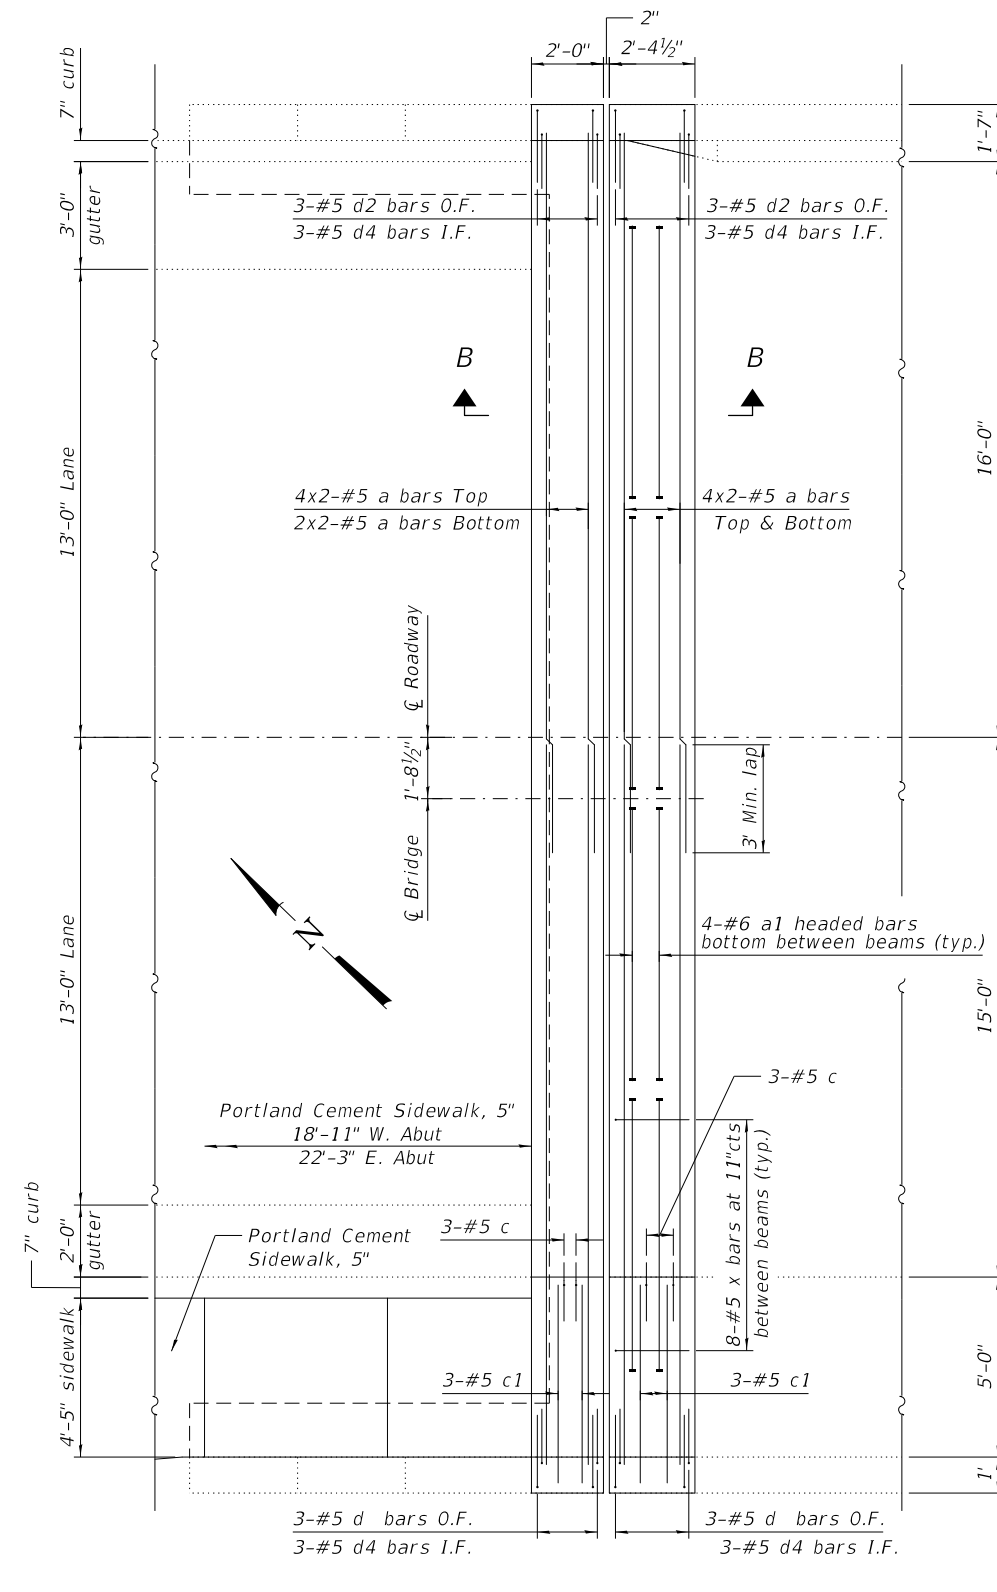 2"
2'-0"
2'-4½"
7" curb
1'-7"
3'-0"
gutter
3-#5 d2 bars O.F.
3-#5 d4 bars I.F.
3-#5 d2 bars O.F.
3-#5 d4 bars I.F.
B
B
13'-0" Lane
16'-0"
4x2-#5 a bars Top
2x2-#5 a bars Bottom
4x2-#5 a bars
Top & Bottom
℄ Roadway
1'-8½"
℄ Bridge
3' Min. lap
N
4-#6 a1 headed bars
bottom between beams (typ.)
13'-0" Lane
15'-0"
3-#5 c
Portland Cement Sidewalk, 5"
18'-11" W. Abut
22'-3" E. Abut
8-#5 x bars at 11"cts
between beams (typ.)
7" curb
2'-0"
gutter
Portland Cement
Sidewalk, 5"
3-#5 c
4'-5" sidewalk
5'-0"
3-#5 c1
3-#5 c1
1'
3-#5 d bars O.F.
3-#5 d4 bars I.F.
3-#5 d bars O.F.
3-#5 d4 bars I.F.